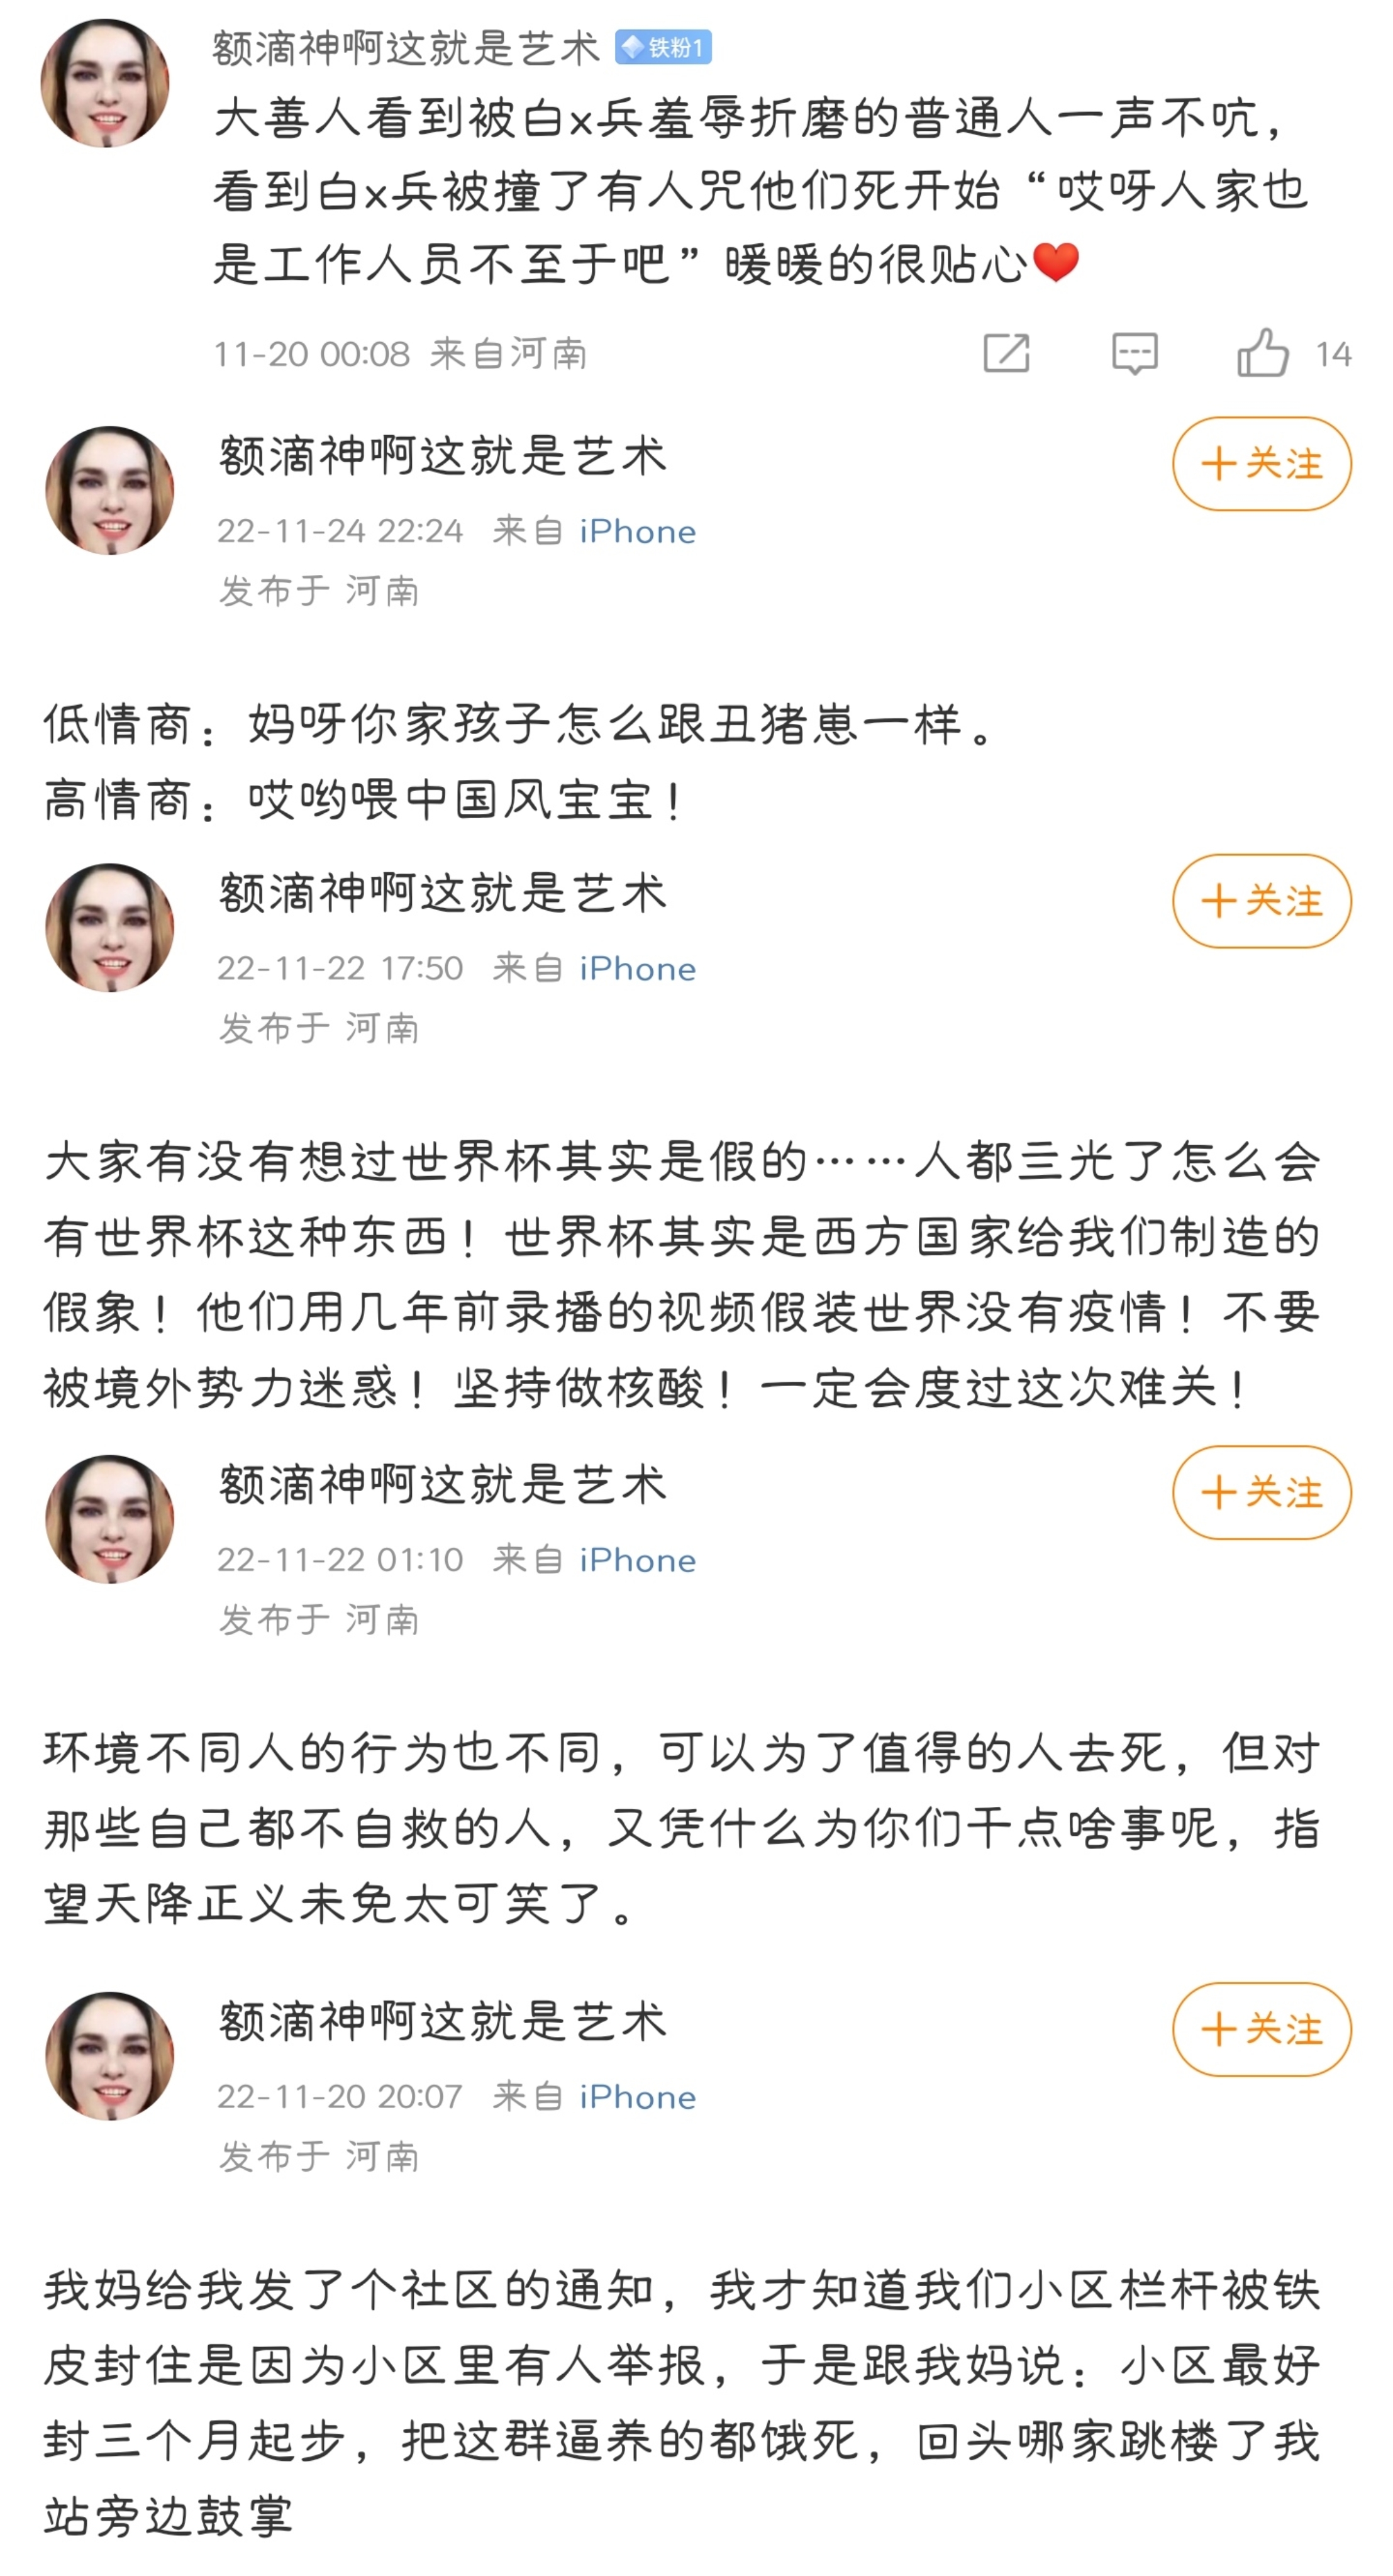 额滴神啊这就是艺术 铁粉1
大善人看到被白x兵羞辱折磨的普通人一声不吭，
看到白x兵被撞了有人咒他们死开始“哎呀人家也
是工作人员不至于吧”暖暖的很贴心❤️
11-20 00:08 来自河南 14
额滴神啊这就是艺术 +关注
22-11-24 22:24 来自 iPhone
发布于 河南
低情商：妈呀你家孩子怎么跟丑猪崽一样。
高情商：哎哟喂中国风宝宝！
额滴神啊这就是艺术 +关注
22-11-22 17:50 来自 iPhone
发布于 河南
大家有没有想过世界杯其实是假的……人都亖光了怎么会
有世界杯这种东西！世界杯其实是西方国家给我们制造的
假象！他们用几年前录播的视频假装世界没有疫情！不要
被境外势力迷惑！坚持做核酸！一定会度过这次难关！
额滴神啊这就是艺术 +关注
22-11-22 01:10 来自 iPhone
发布于 河南
环境不同人的行为也不同，可以为了值得的人去死，但对
那些自己都不自救的人，又凭什么为你们干点啥事呢，指
望天降正义未免太可笑了。
额滴神啊这就是艺术 +关注
22-11-20 20:07 来自 iPhone
发布于 河南
我妈给我发了个社区的通知，我才知道我们小区栏杆被铁
皮封住是因为小区里有人举报，于是跟我妈说：小区最好
封三个月起步，把这群逼养的都饿死，回头哪家跳楼了我
站旁边鼓掌